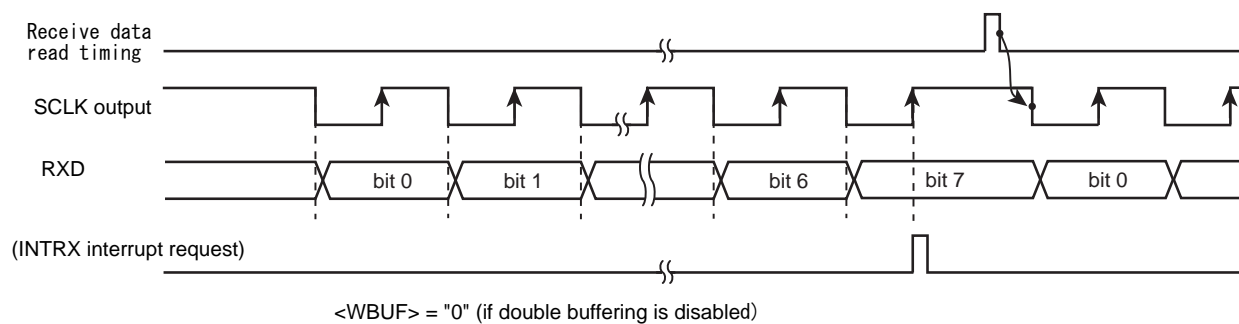 Receive data
read timing
SCLK output
RXD
bit 0
bit 1
bit 6
bit 7
bit 0
(INTRX interrupt request)
<WBUF> = "0" (if double buffering is disabled)